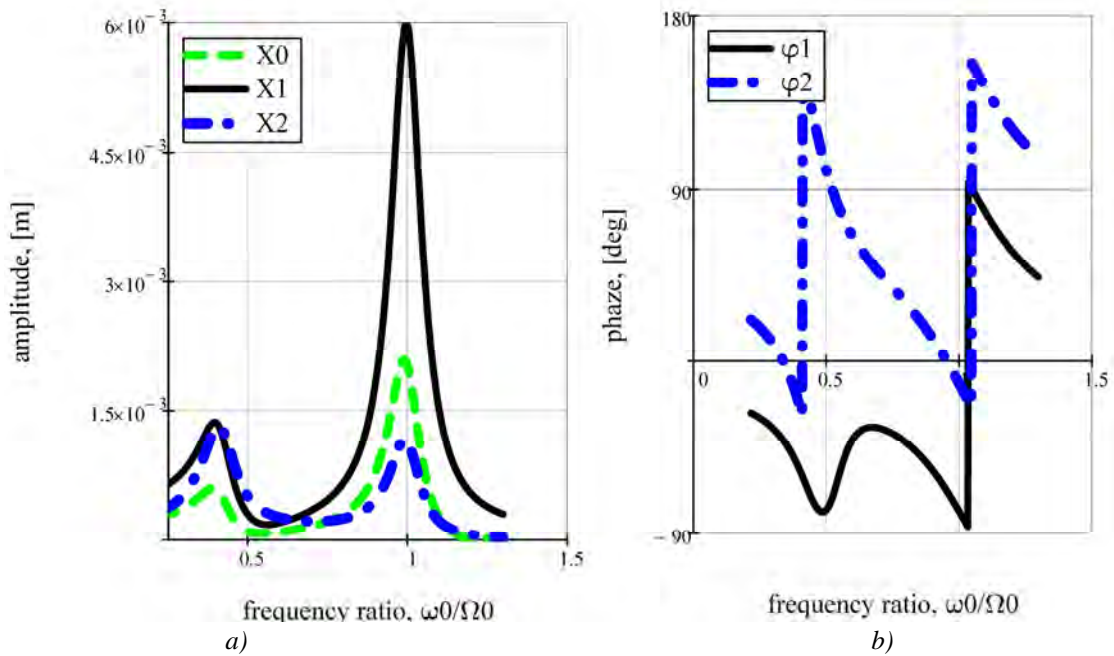 6×10⁻³
X0
X1
X2
4.5×10⁻³
3×10⁻³
1.5×10⁻³
amplitude, [m]
0.5
1
1.5
frequency ratio, ω0/Ω0
a)
180
φ1
φ2
90
phaze, [deg]
0
0.5
1
1.5
−90
frequency ratio, ω0/Ω0
b)